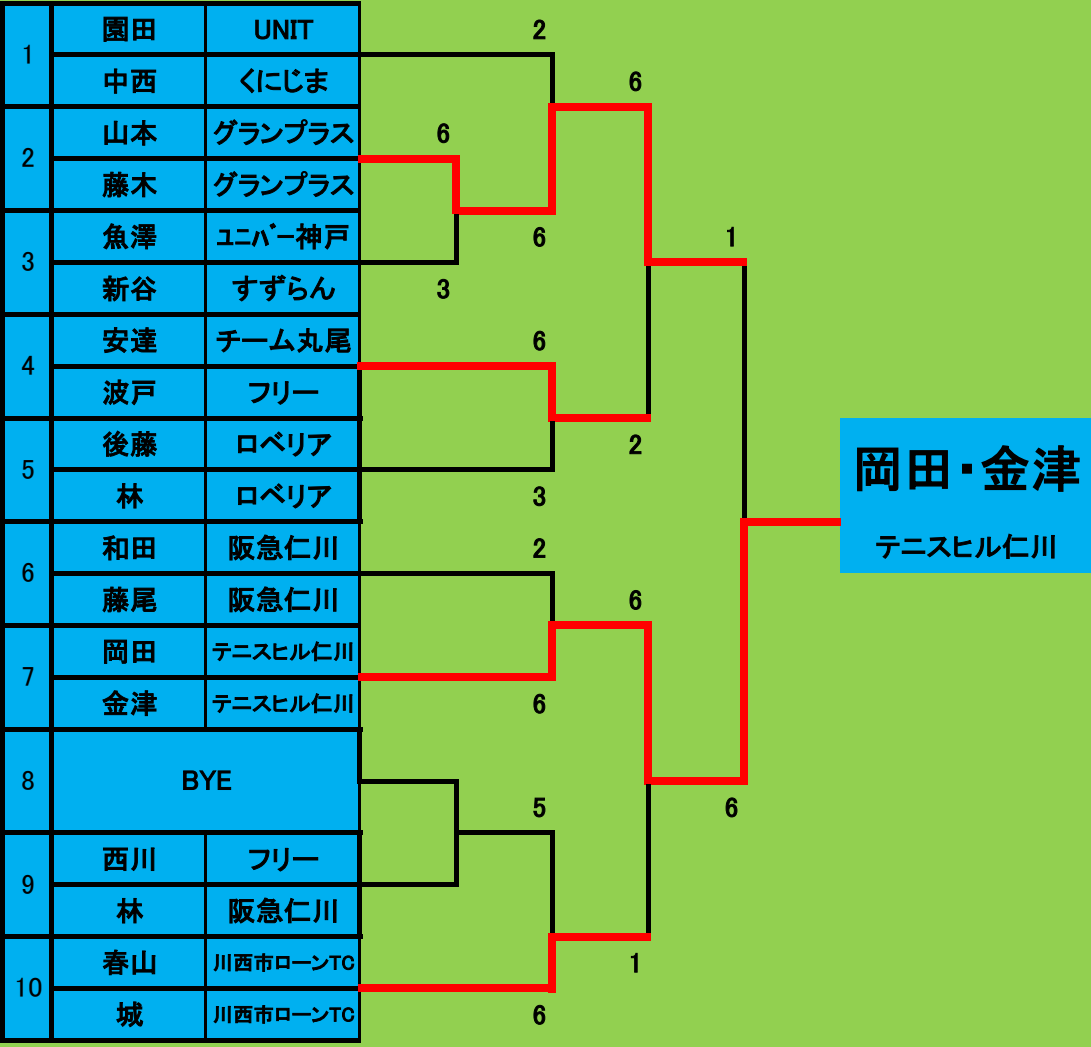 1 園田 UNIT
中西 くにじま
2 山本 グランプラス
藤木 グランプラス
3 魚澤 ユニバー神戸
新谷 すずらん
4 安達 チーム丸尾
波戸 フリー
5 後藤 ロベリア
林 ロベリア
6 和田 阪急仁川
藤尾 阪急仁川
7 岡田 テニスヒル仁川
金津 テニスヒル仁川
8 BYE
9 西川 フリー
林 阪急仁川
10 春山 川西市ローンTC
城 川西市ローンTC
2
6
3
6
6
3
2
6
5
6
6
2
6
1
1
6
岡田・金津
テニスヒル仁川